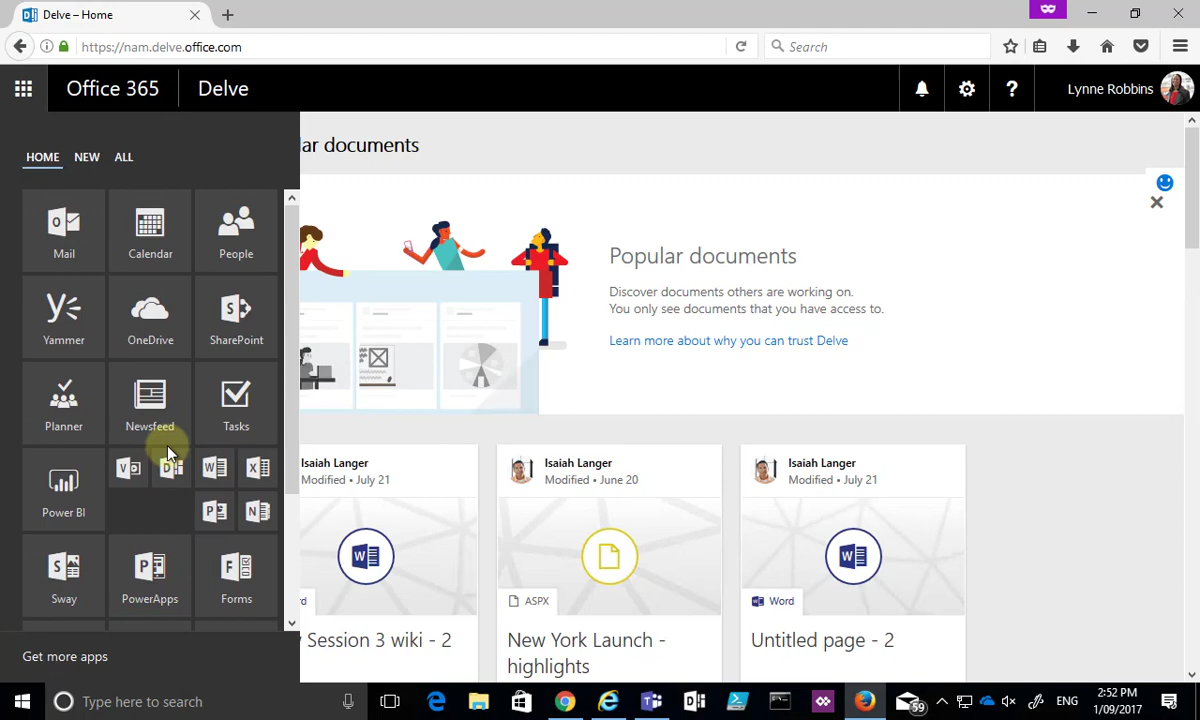 Delve – Home
https://nam.delve.office.com
Search
Office 365
Delve
?
Lynne Robbins
HOME
NEW
ALL
lar documents
Mail
Calendar
People
Yammer
OneDrive
SharePoint
Planner
Newsfeed
Tasks
Power BI
Sway
PowerApps
Forms
Get more apps
Popular documents
Discover documents others are working on.
You only see documents that you have access to.
Learn more about why you can trust Delve
Isaiah Langer
Modified • July 21
Session 3 wiki - 2
Isaiah Langer
Modified • June 20
ASPX
New York Launch -
highlights
Isaiah Langer
Modified • July 21
Word
Untitled page - 2
Type here to search
59
ENG
2:52 PM
1/09/2017